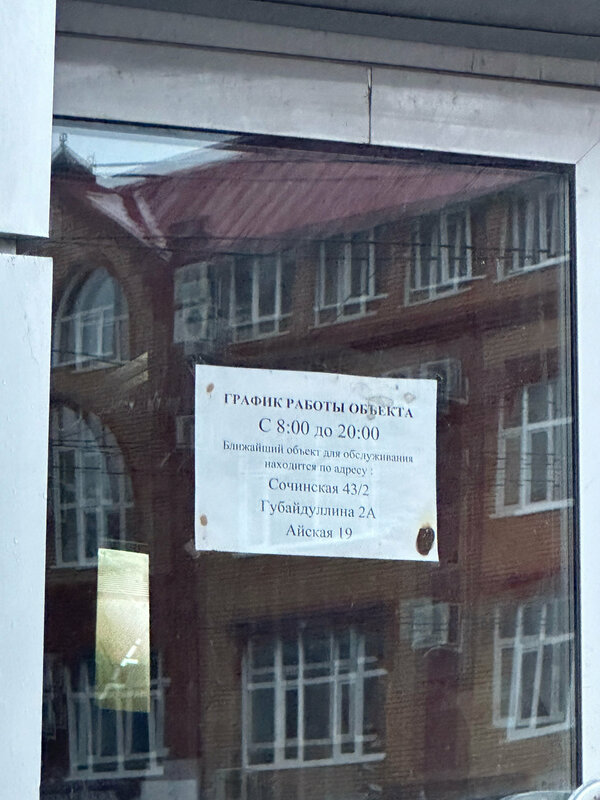 ГРАФИК РАБОТЫ ОБЪЕКТА
С 8:00 до 20:00
Ближайший объект для обслуживания
находится по адресу :
Сочинская 43/2
Губайдуллина 2А
Айская 19